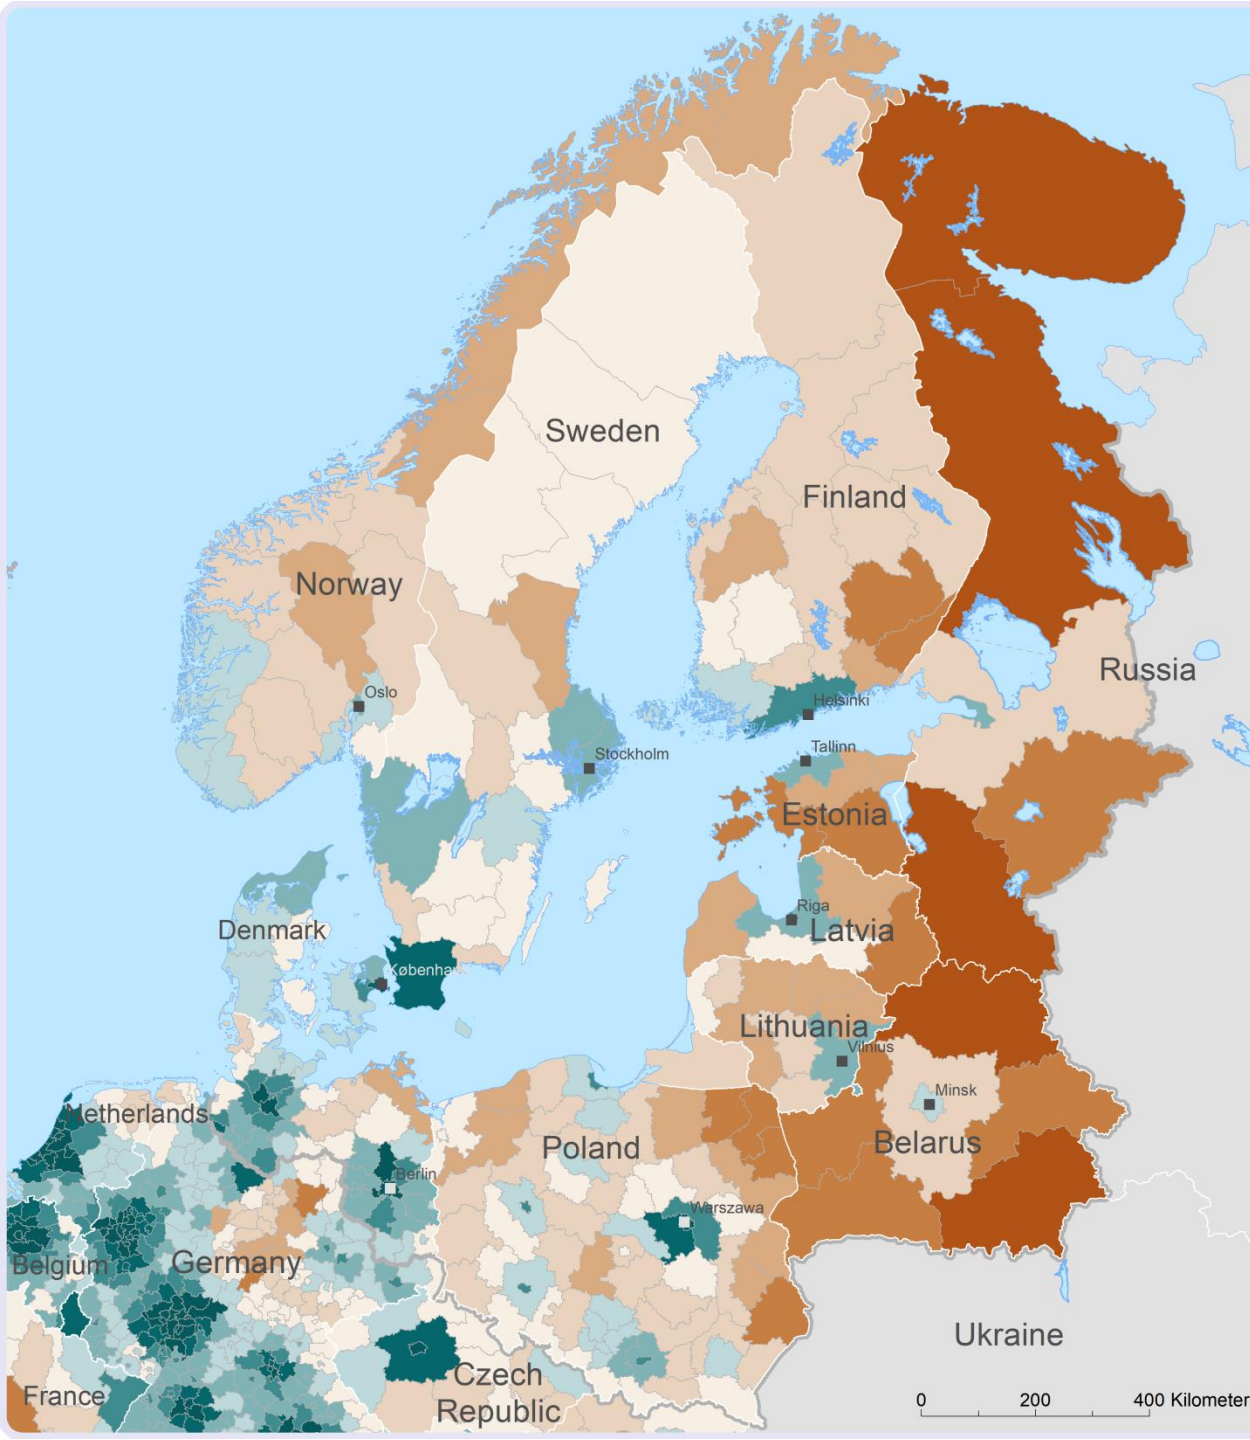 Sweden
Finland
Norway
Russia
Oslo
Helsinki
Stockholm
Tallinn
Estonia
Riga
Latvia
Denmark
København
Lithuania
Vilnius
Minsk
Netherlands
Poland
Belarus
Berlin
Warszawa
Belgium
Germany
Ukraine
Czech
Republic
France
0 200 400 Kilometer